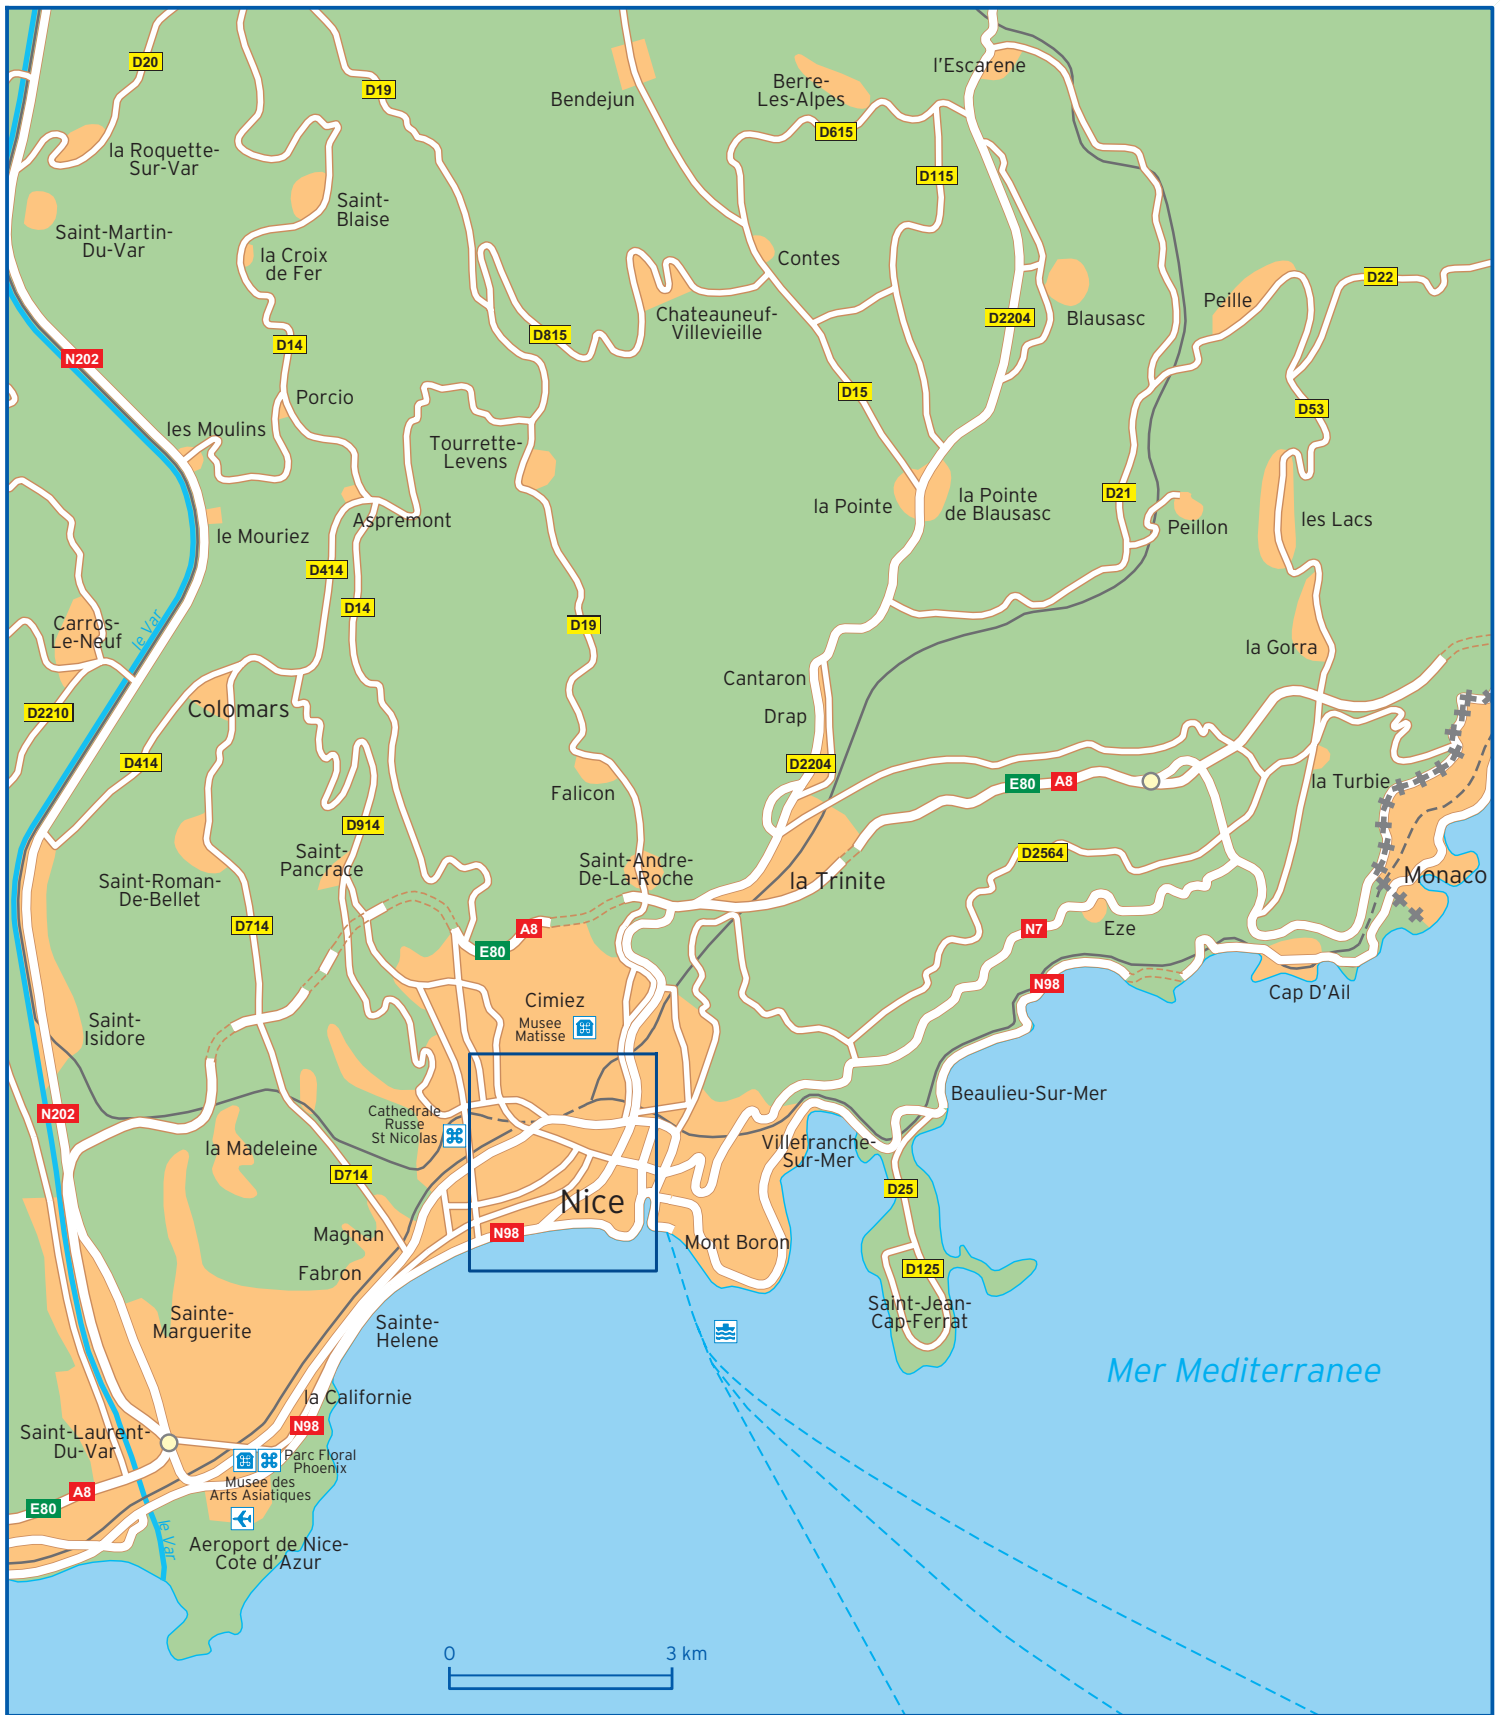 D20
l'Escarene
Berre-
Les-Alpes
D19
Bendejun
D615
la Roquette-
Sur-Var
D115
Saint-
Blaise
Saint-Martin-
Du-Var
la Croix
de Fer
Contes
D22
Peille
Chateauneuf-
Villevieille
D2204
Blausasc
D815
D14
N202
D15
Porcio
D53
les Moulins
Tourrette-
Levens
D21
la Pointe
la Pointe
de Blausasc
Aspremont
les Lacs
Peillon
le Mouriez
D414
D14
D19
Carros-
Le-Neuf
le Var
la Gorra
Cantaron
D2210
Colomars
Drap
D414
D2204
E80
A8
la Turbie
Falicon
D914
Saint-
Pancrace
D2564
Saint-Andre-
De-La-Roche
la Trinite
Monaco
Saint-Roman-
De-Bellet
D714
A8
N7
Eze
E80
N98
Cap D'Ail
Cimiez
Saint-
Isidore
Musee
Matisse
Beaulieu-Sur-Mer
N202
Cathedrale
Russe
St Nicolas
la Madeleine
Villefranche-
Sur-Mer
D714
D25
Nice
Magnan
N98
Mont Boron
Fabron
D125
Sainte-
Marguerite
Sainte-
Helene
Saint-Jean-
Cap-Ferrat
Mer Mediterranee
la Californie
N98
Saint-Laurent-
Du-Var
Parc Floral
Phoenix
Musee des
Arts Asiatiques
A8
E80
le Var
Aeroport de Nice-
Cote d'Azur
0
3 km